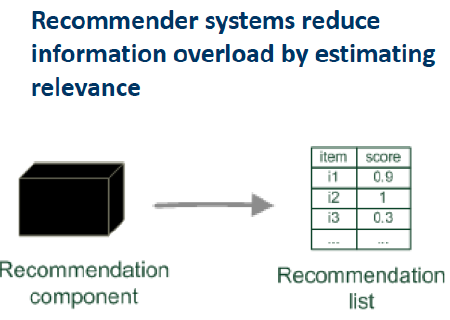 Recommender systems reduce
information overload by estimating
relevance
item score
i1 0.9
i2 1
i3 0.3
... ...
Recommendation
component
Recommendation
list